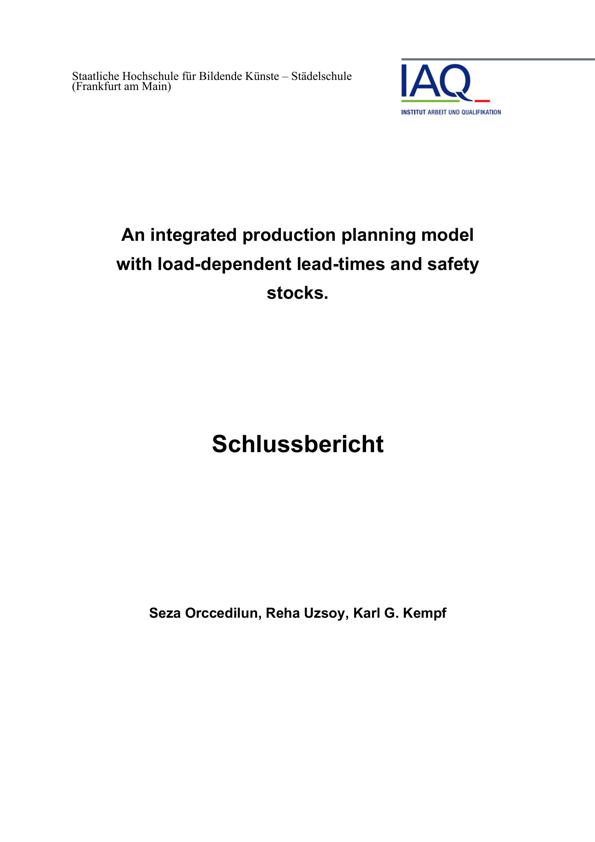 Staatliche Hochschule für Bildende Künste – Städelschule
(Frankfurt am Main)
IAQ
INSTITUT ARBEIT UND QUALIFIKATION
An integrated production planning model
with load-dependent lead-times and safety
stocks.
Schlussbericht
Seza Orccedilun, Reha Uzsoy, Karl G. Kempf